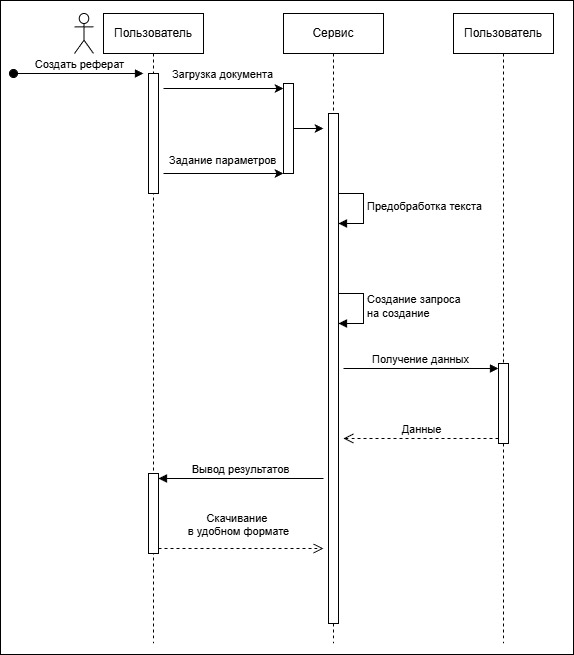 Пользователь
Сервис
Пользователь
Создать реферат
Загрузка документа
Задание параметров
Предобработка текста
Создание запроса
на создание
Получение данных
Данные
Вывод результатов
Скачивание
в удобном формате